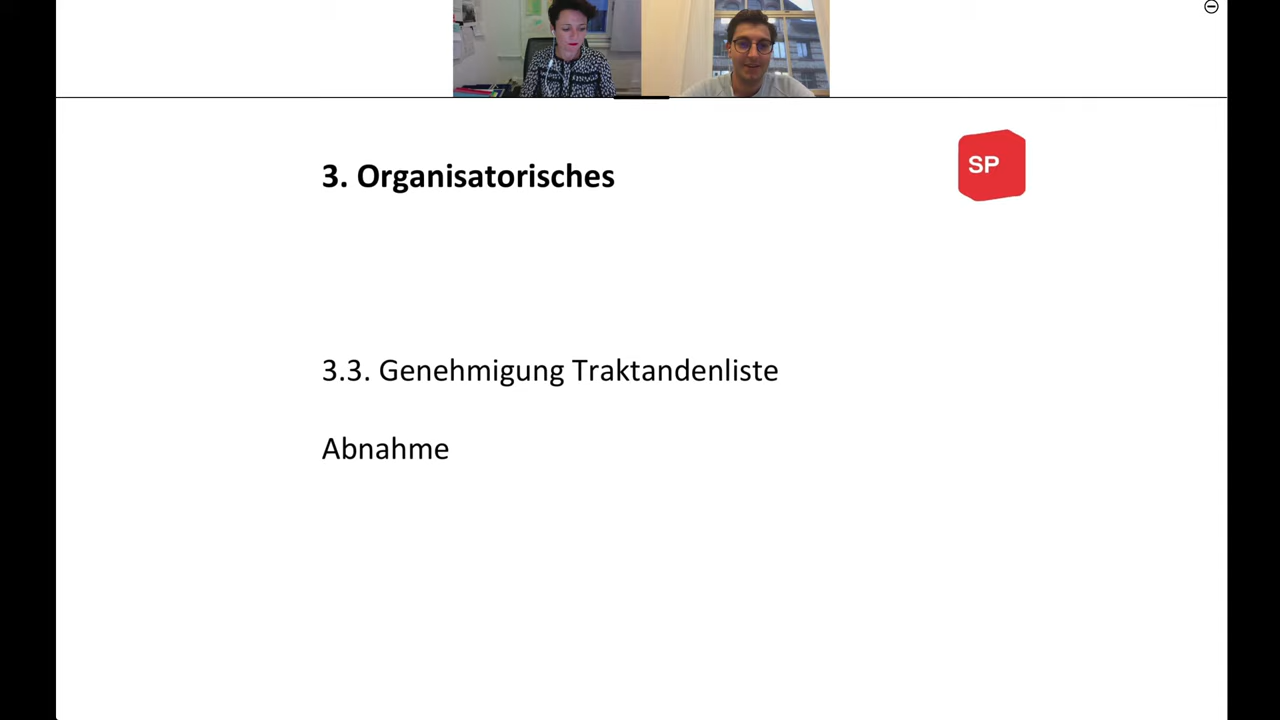 3. Organisatorisches
SP
3.3. Genehmigung Traktandenliste
Abnahme